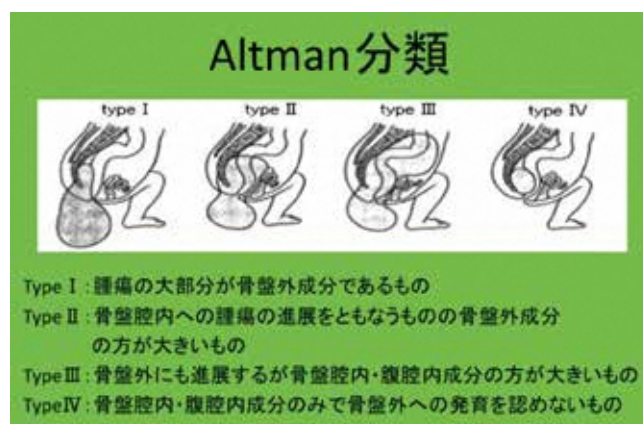 Altman分類
type Ⅰ type Ⅱ type Ⅲ type Ⅳ
Type Ⅰ：腫瘍の大部分が骨盤外成分であるもの
Type Ⅱ：骨盤腔内への腫瘍の進展をともなうものの骨盤外成分
の方が大きいもの
TypeⅢ：骨盤外にも進展するが骨盤腔内・腹腔内成分の方が大きいもの
TypeⅣ：骨盤腔内・腹腔内成分のみで骨盤外への発育を認めないもの